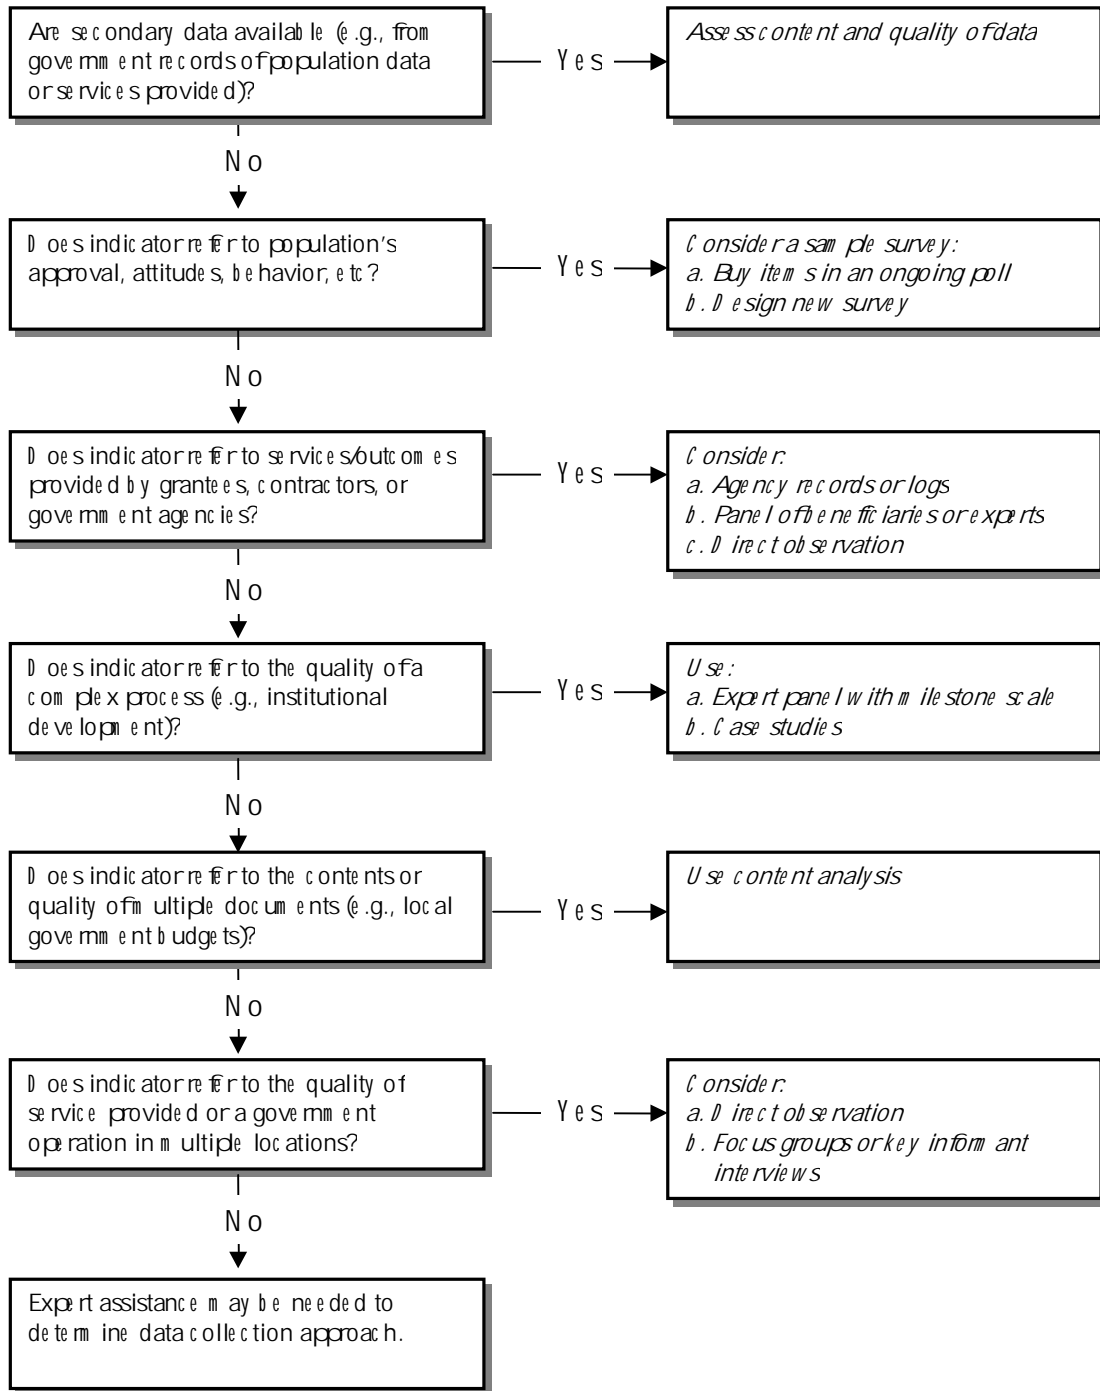 Are secondary data available (e.g., from
government records of population data
or services provided)?
Yes
Assess content and quality of data
No
Does indicator refer to population's
approval, attitudes, behavior, etc?
Yes
Consider a sample survey:
a. Buy items in an ongoing poll
b. Design new survey
No
Does indicator refer to services/outcomes
provided by grantees, contractors, or
government agencies?
Yes
Consider:
a. Agency records or logs
b. Panel of beneficiaries or experts
c. Direct observation
No
Does indicator refer to the quality of a
complex process (e.g., institutional
development)?
Yes
Use:
a. Expert panel with milestone scale
b. Case studies
No
Does indicator refer to the contents or
quality of multiple documents (e.g., local
government budgets)?
Yes
Use content analysis
No
Does indicator refer to the quality of
service provided or a government
operation in multiple locations?
Yes
Consider:
a. Direct observation
b. Focus groups or key informant
interviews
No
Expert assistance may be needed to
determine data collection approach.